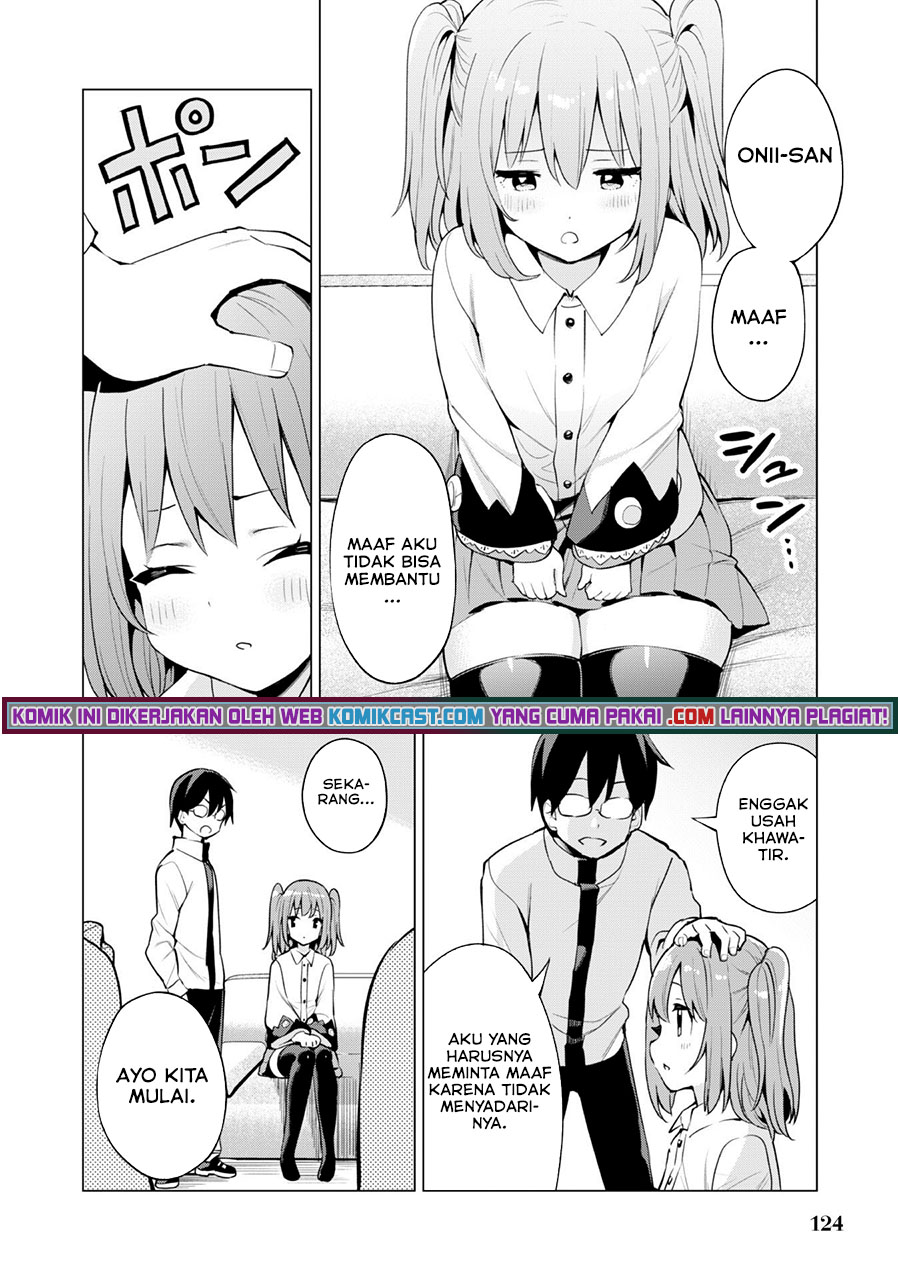 ONII-SAN
MAAF
...
シュン...
MAAF AKU
TIDAK BISA
MEMBANTU
...
ポン
KOMIK INI DIKERJAKAN OLEH WEB KOMIKCAST.COM YANG CUMA PAKAI .COM LAINNYA PLAGIAT!
ENGGAK
USAH
KHAWA-
TIR.
AKU YANG
HARUSNYA
MEMINTA MAAF
KARENA TIDAK
MENYADARI-
NYA.
SEKA-
RANG...
AYO KITA
MULAI.
124